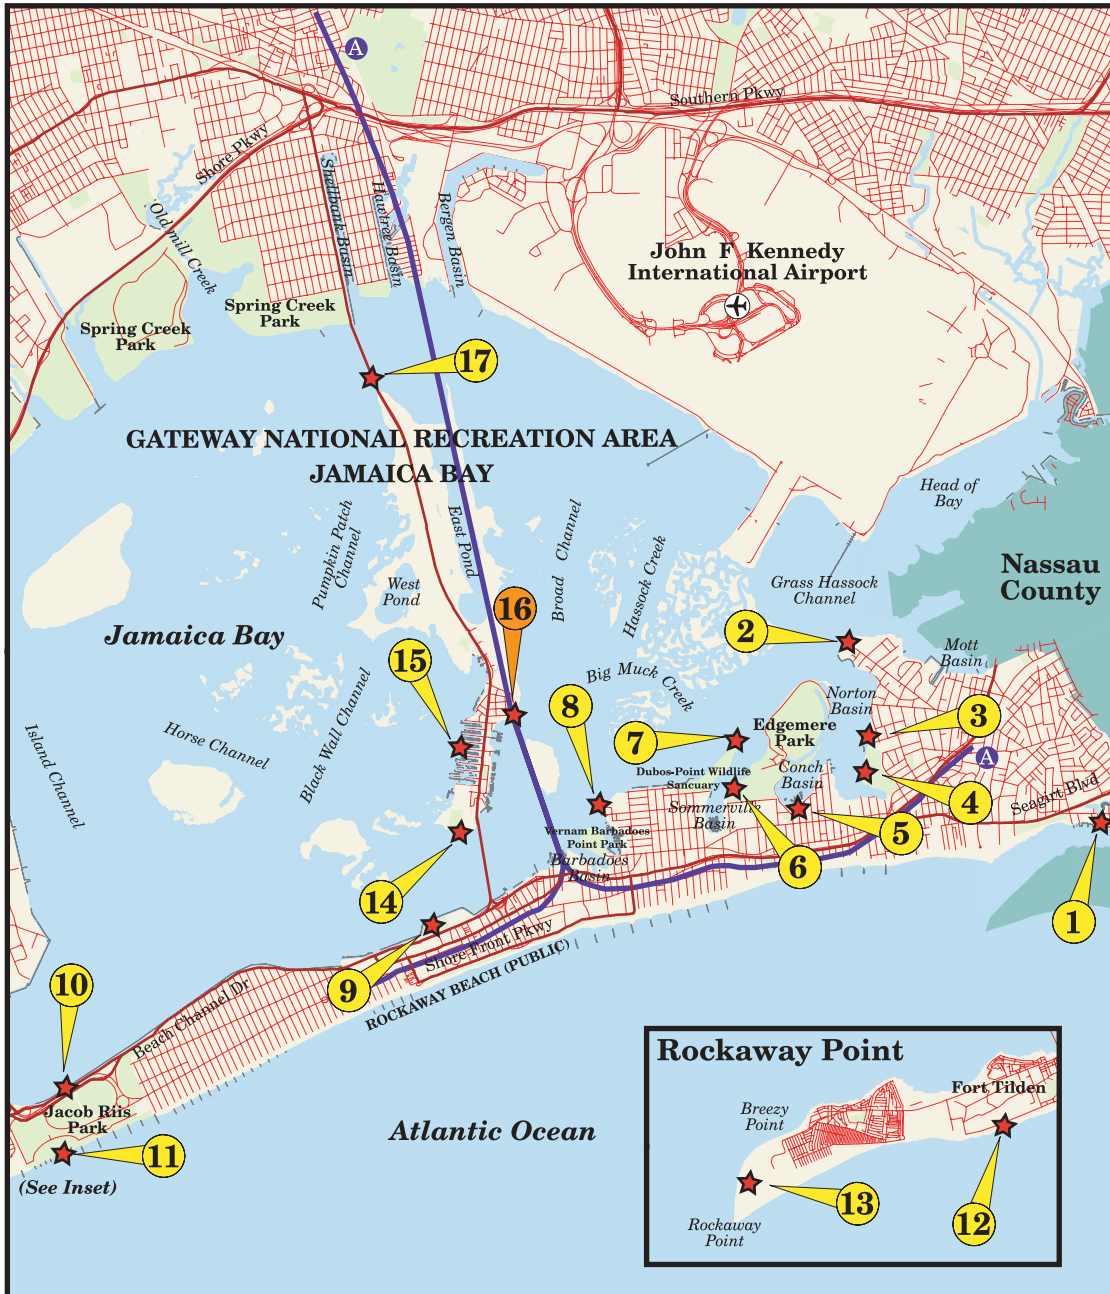 A
Southern Pkwy
Shore Pkwy
Shellbank Basin
Hawtree Basin
Bergen Basin
Old mill Creek
John F Kennedy
International Airport
Spring Creek
Park
Spring Creek
Park
17
GATEWAY NATIONAL RECREATION AREA
JAMAICA BAY
Head of
Bay
Pumpkin Patch
Channel
East Pond
Broad Channel
Hassock Creek
Nassau
County
West
Pond
Grass Hassock
Channel
16
Jamaica Bay
2
Mott
Basin
15
Big Muck Creek
8
Norton
Basin
3
Edgemere
Park
7
Island Channel
Horse Channel
Black Wall Channel
A
Dubos-Point Wildlife
Sancuary
Conch
Basin
Seagirt Blvd
4
Sommerville
Basin
5
Vernam Barbadoes
Point Park
Barbadoes
Basin
6
14
1
Shore Front Pkwy
9
ROCKAWAY BEACH (PUBLIC)
10
Beach Channel Dr
Rockaway Point
Fort Tilden
Jacob Riis
Park
Breezy
Point
Atlantic Ocean
11
(See Inset)
13
12
Rockaway
Point